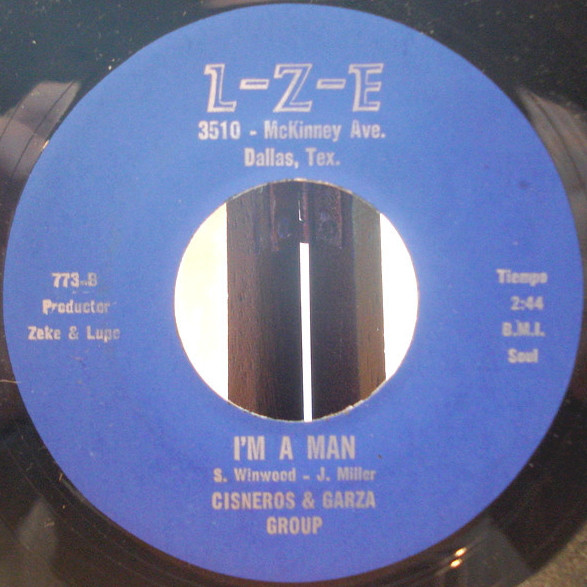 L-Z-E
3510 - McKinney Ave.
Dallas, Tex.
773-B
Productor
Zeke & Lupe
Tiempo
2:44
B.M.I.
Soul
I'M A MAN
S. Winwood - J. Miller
CISNEROS & GARZA
GROUP